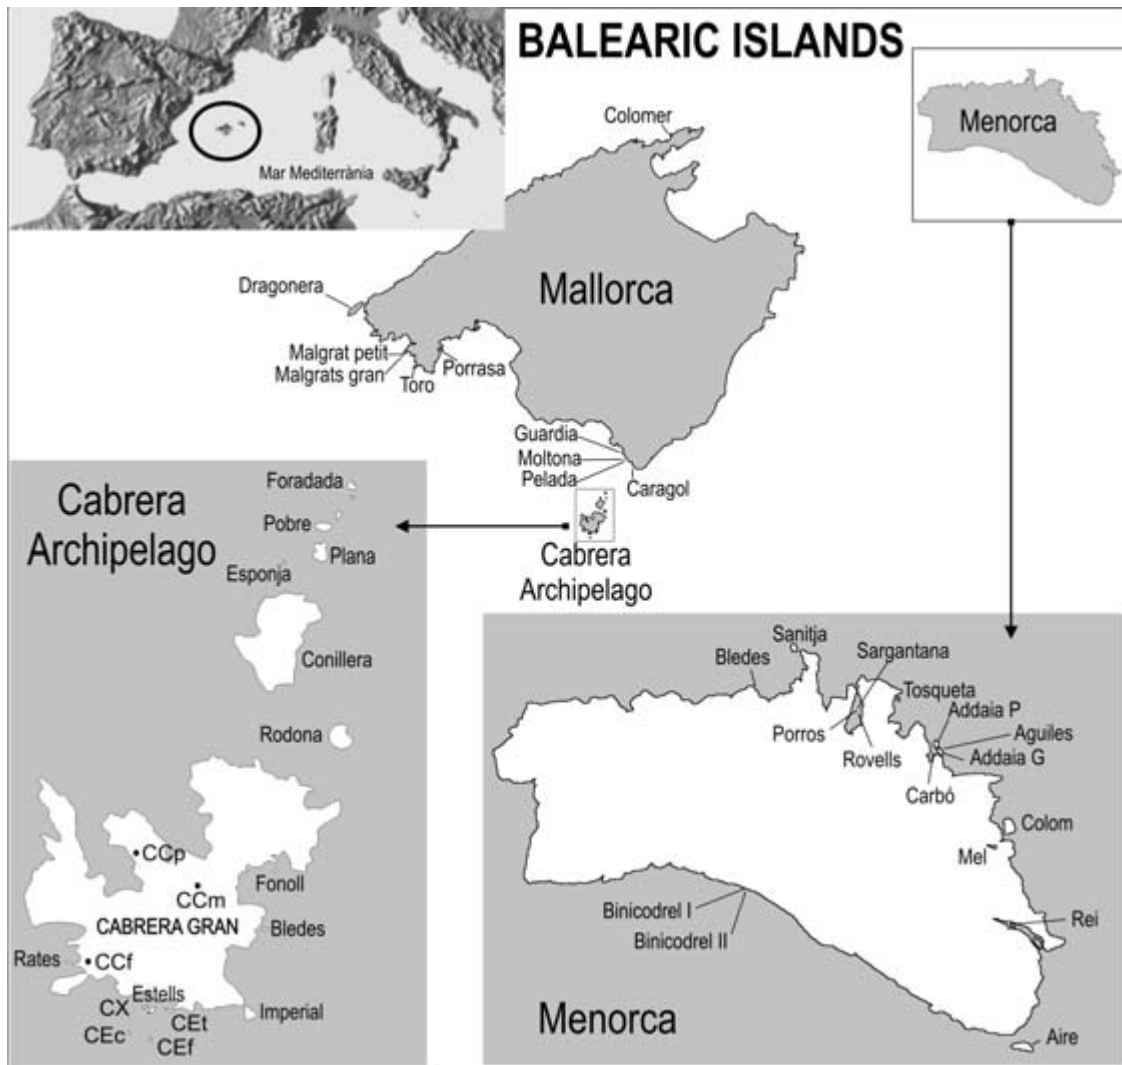 BALEARIC ISLANDS
Mar Mediterrània
Menorca
Colomer
Mallorca
Dragonera
Malgrat petit
Malgrats gran
Toro
Porrasa
Guardia
Moltona
Pelada
Caragol
Cabrera
Archipelago
Cabrera
Archipelago
Foradada
Pobre
Plana
Esponja
Conillera
Rodona
CCp
CCm
Fonoll
CABRERA GRAN
Bledes
Rates
CCf
Estells
CX
CEt
Imperial
CEc
CEf
Sanitja
Bledes
Sargantana
Tosqueta
Addaia P
Porros
Aguiles
Rovells
Addaia G
Carbó
Colom
Mel
Binicodrel I
Rei
Binicodrel II
Menorca
Aire